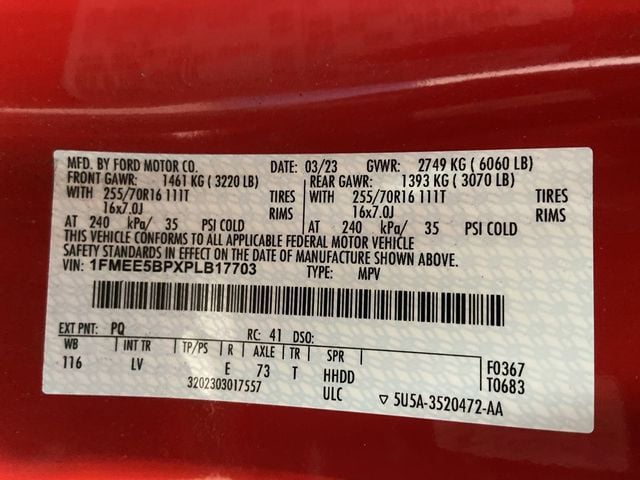 MFD. BY FORD MOTOR CO. DATE: 03/23 GVWR: 2749 KG ( 6060 LB)
FRONT GAWR: 1461 KG ( 3220 LB) REAR GAWR: 1393 KG ( 3070 LB)
WITH 255/70R16 111T TIRES WITH 255/70R16 111T TIRES
16x7.0J RIMS 16x7.0J RIMS
AT 240 kPa/ 35 PSI COLD AT 240 kPa/ 35 PSI COLD
THIS VEHICLE CONFORMS TO ALL APPLICABLE FEDERAL MOTOR VEHICLE
SAFETY STANDARDS IN EFFECT ON THE DATE OF MANUFACTURE SHOWN ABOVE.
VIN: 1FMEE5BPXPLB17703 TYPE: MPV
EXT PNT: PQ RC: 41 DSO:
WB INT TR TP/PS R AXLE TR SPR F0367
116 LV E 73 T HHDD T0683
3202303017557 ULC ▽ 5U5A-3520472-AA